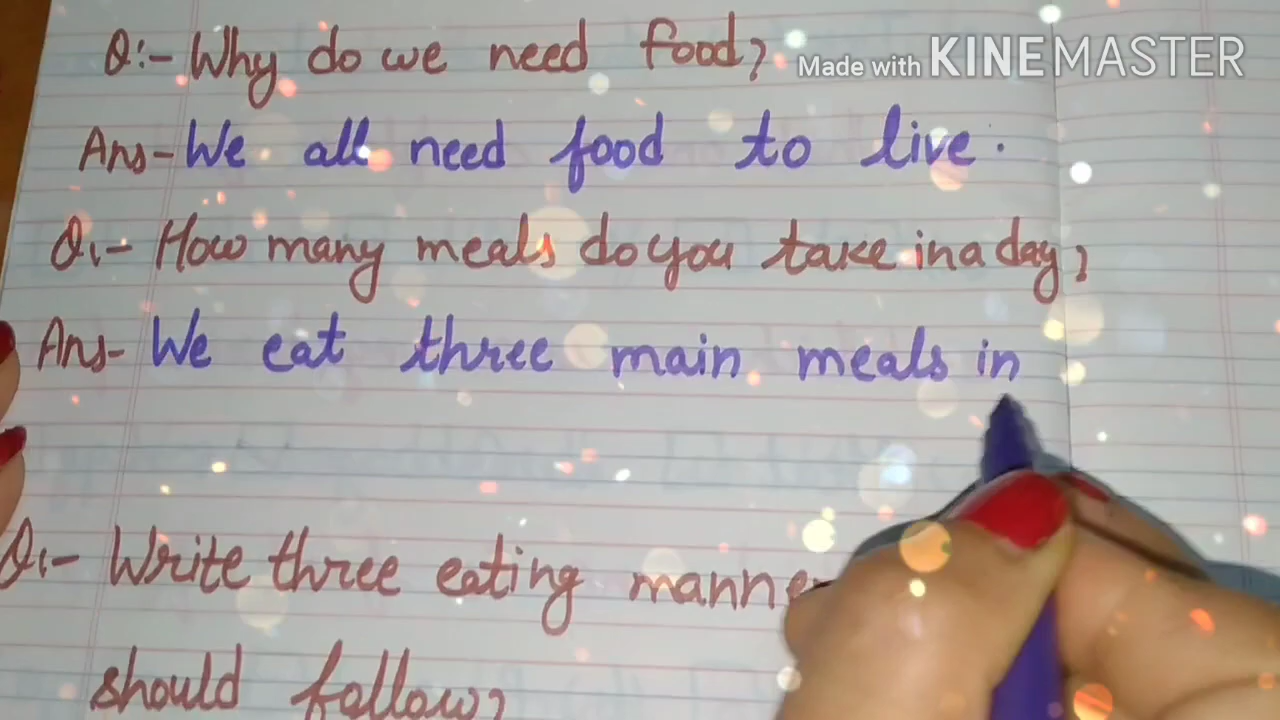 Q:- Why do we need food?
Made with KINEMASTER
Ans- We all need food to live.
Q:- How many meals do you take in a day?
Ans- We eat three main meals in
Q:- Write three eating
should follow?